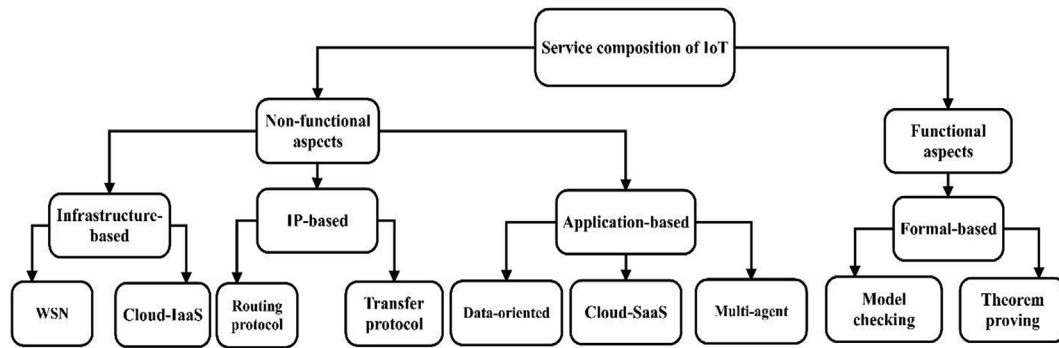 Service composition of IoT
Non-functional
aspects
Functional
aspects
Infrastructure-
based
IP-based
Application-based
Formal-based
WSN
Cloud-IaaS
Routing
protocol
Transfer
protocol
Data-oriented
Cloud-SaaS
Multi-agent
Model
checking
Theorem
proving